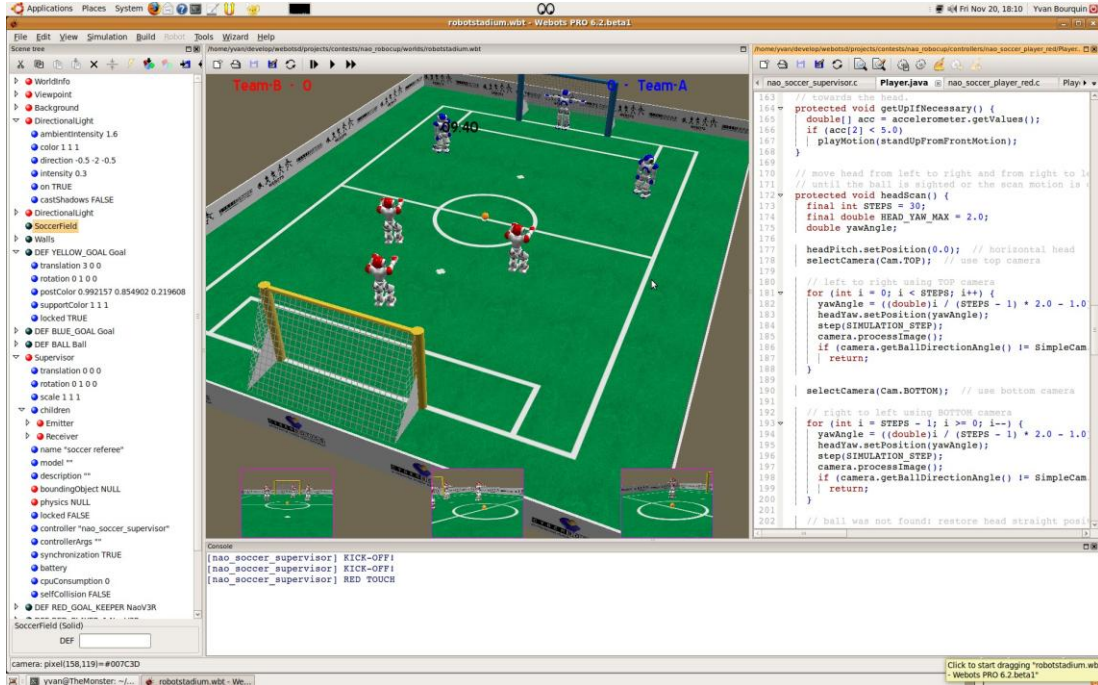 Applications Places System
Fri Nov 20, 18:10 Yvan Bourquin
robotstadium.wbt - Webots PRO 6.2.beta1
File Edit View Simulation Build Robot Tools Wizard Help
Scene tree
WorldInfo
Viewpoint
Background
DirectionalLight
ambientIntensity 1.6
color 1 1 1
direction -0.5 -2 -0.5
intensity 0.3
on TRUE
castShadows FALSE
DirectionalLight
SoccerField
Walls
DEF YELLOW_GOAL Goal
translation 3 0 0
rotation 0 1 0 0
postColor 0.992157 0.854902 0.219608
supportColor 1 1 1
locked TRUE
DEF BLUE_GOAL Goal
DEF BALL Ball
Supervisor
translation 0 0 0
rotation 0 1 0 0
scale 1 1 1
children
Emitter
Receiver
name "soccer referee"
model ""
description ""
boundingObject NULL
physics NULL
locked FALSE
controller "nao_soccer_supervisor"
controllerArgs ""
synchronization TRUE
battery
cpuConsumption 0
selfCollision FALSE
DEF RED_GOAL_KEEPER NaoV3R
SoccerField (Solid)
DEF
/home/yvan/develop/webotsd/projects/contests/nao_robocup/worlds/robotstadium.wbt
Team-B - 0
0 - Team-A
09:40
/home/yvan/develop/webotsd/projects/contests/nao_robocup/controllers/nao_soccer_player_red/Player...
nao_soccer_supervisor.c Player.java nao_soccer_player_red.c Play
163 // towards the head.
164 protected void getUpIfNecessary() {
165 double[] acc = accelerometer.getValues();
166 if (acc[2] < 5.0)
167 playMotion(standUpFromFrontMotion);
168 }
169
170 // move head from left to right and from right to le
171 // until the ball is sighted or the scan motion is
172 protected void headScan() {
173 final int STEPS = 30;
174 final double HEAD_YAW_MAX = 2.0;
175 double yawAngle;
176
177 headPitch.setPosition(0.0); // horizontal head
178 selectCamera(Cam.TOP); // use top camera
179
180 // left to right using TOP camera
181 for (int i = 0; i < STEPS; i++) {
182 yawAngle = ((double)i / (STEPS - 1) * 2.0 - 1.0
183 headYaw.setPosition(yawAngle);
184 step(SIMULATION_STEP);
185 camera.processImage();
186 if (camera.getBallDirectionAngle() != SimpleCam
187 return;
188 }
189
190 selectCamera(Cam.BOTTOM); // use bottom camera
191
192 // right to left using BOTTOM camera
193 for (int i = STEPS - 1; i >= 0; i--) {
194 yawAngle = ((double)i / (STEPS - 1) * 2.0 - 1.0
195 headYaw.setPosition(yawAngle);
196 step(SIMULATION_STEP);
197 camera.processImage();
198 if (camera.getBallDirectionAngle() != SimpleCam
199 return;
200 }
201
202 // ball was not found: restore head straight posi
Console
[nao_soccer_supervisor] KICK-OFF!
[nao_soccer_supervisor] KICK-OFF!
[nao_soccer_supervisor] RED TOUCH
camera: pixel(158,119)=#007C3D
Click to start dragging "robotstadium.wb
- Webots PRO 6.2.beta1"
yvan@TheMonster: ~/... robotstadium.wbt - We...